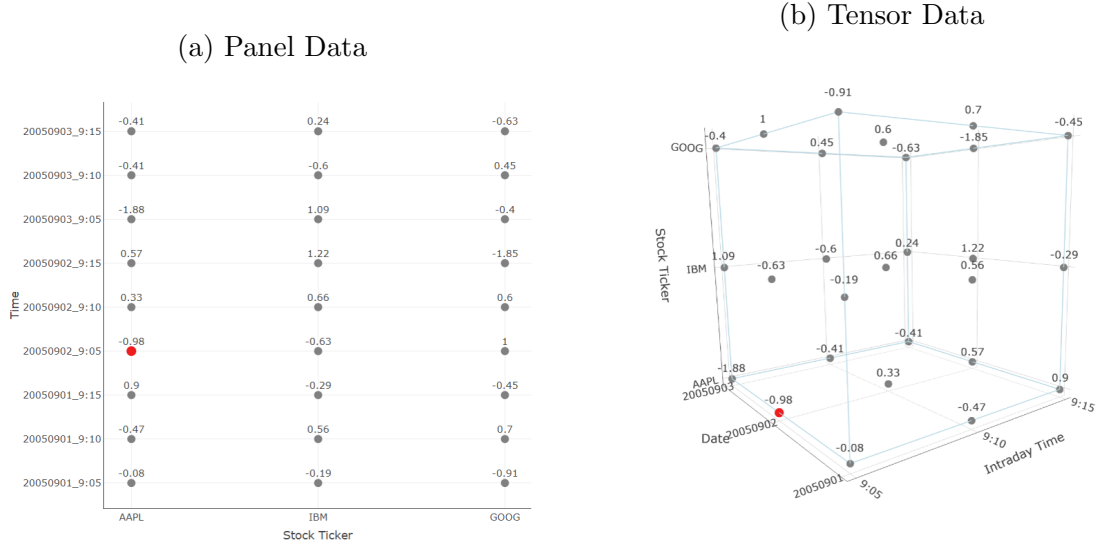 (a) Panel Data
Time
20050903_9:15 -0.41 0.24 -0.63
20050903_9:10 -0.41 -0.6 0.45
20050903_9:05 -1.88 1.09 -0.4
20050902_9:15 0.57 1.22 -1.85
20050902_9:10 0.33 0.66 0.6
20050902_9:05 -0.98 -0.63 1
20050901_9:15 0.9 -0.29 -0.45
20050901_9:10 -0.47 0.56 0.7
20050901_9:05 -0.08 -0.19 -0.91
AAPL IBM GOOG
Stock Ticker
(b) Tensor Data
-0.91
1 0.7 -0.45
-0.4 0.45 0.6 -0.63 -1.85
GOOG
Stock Ticker
1.09 -0.6 0.24 1.22 -0.29
IBM -0.63 0.66 0.56
-0.19
-0.41
-1.88 -0.41 0.57 0.9
AAPL 0.33
20050903 -0.98 -0.47 9:15
Date 20050902 9:10
-0.08 Intraday Time
20050901 9:05